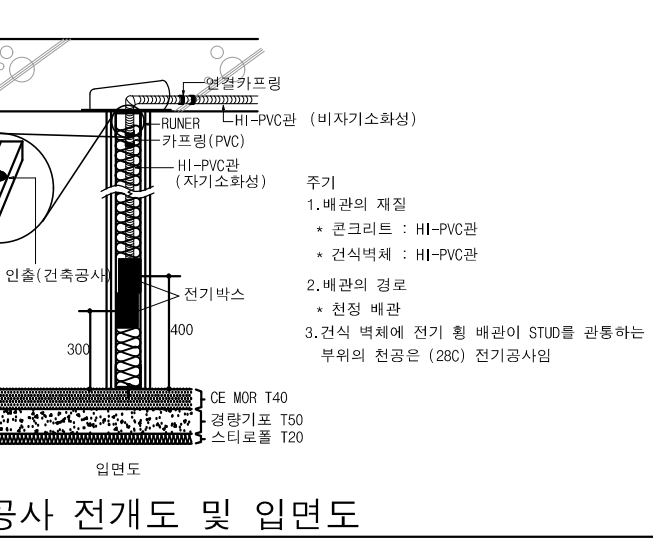 연결카프링
HI-PVC관 (비자기소화성)
RUNER
카프링(PVC)
HI-PVC관
(자기소화성)
인출(건축공사)
전기박스
300
400
CE MOR T40
경량기포 T50
스티로폴 T20
입면도
주기
1.배관의 재질
* 콘크리트 : HI-PVC관
* 건식벽체 : HI-PVC관
2.배관의 경로
* 천정 배관
3.건식 벽체에 전기 횡 배관이 STUD를 관통하는
부위의 천공은 (28C) 전기공사임
공사 전개도 및 입면도